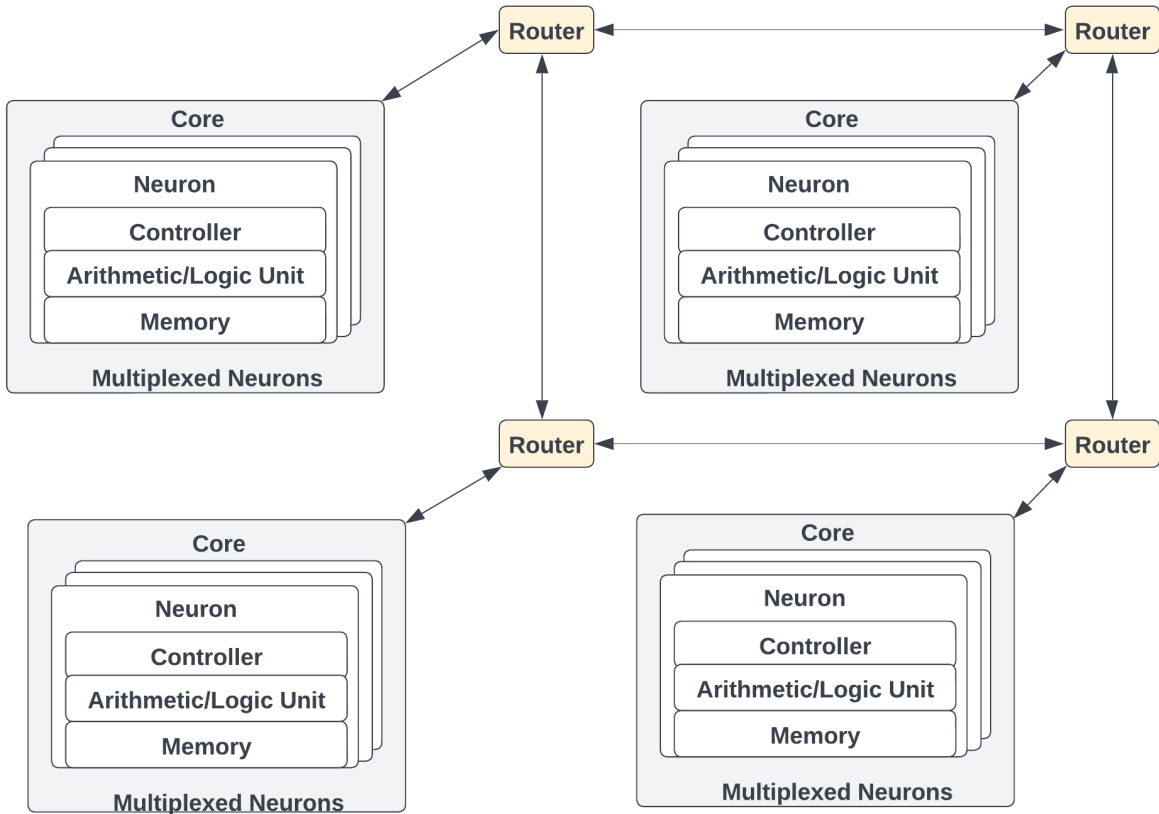 Router
Router
Core
Neuron
Controller
Arithmetic/Logic Unit
Memory
Multiplexed Neurons
Core
Neuron
Controller
Arithmetic/Logic Unit
Memory
Multiplexed Neurons
Router
Router
Core
Neuron
Controller
Arithmetic/Logic Unit
Memory
Multiplexed Neurons
Core
Neuron
Controller
Arithmetic/Logic Unit
Memory
Multiplexed Neurons